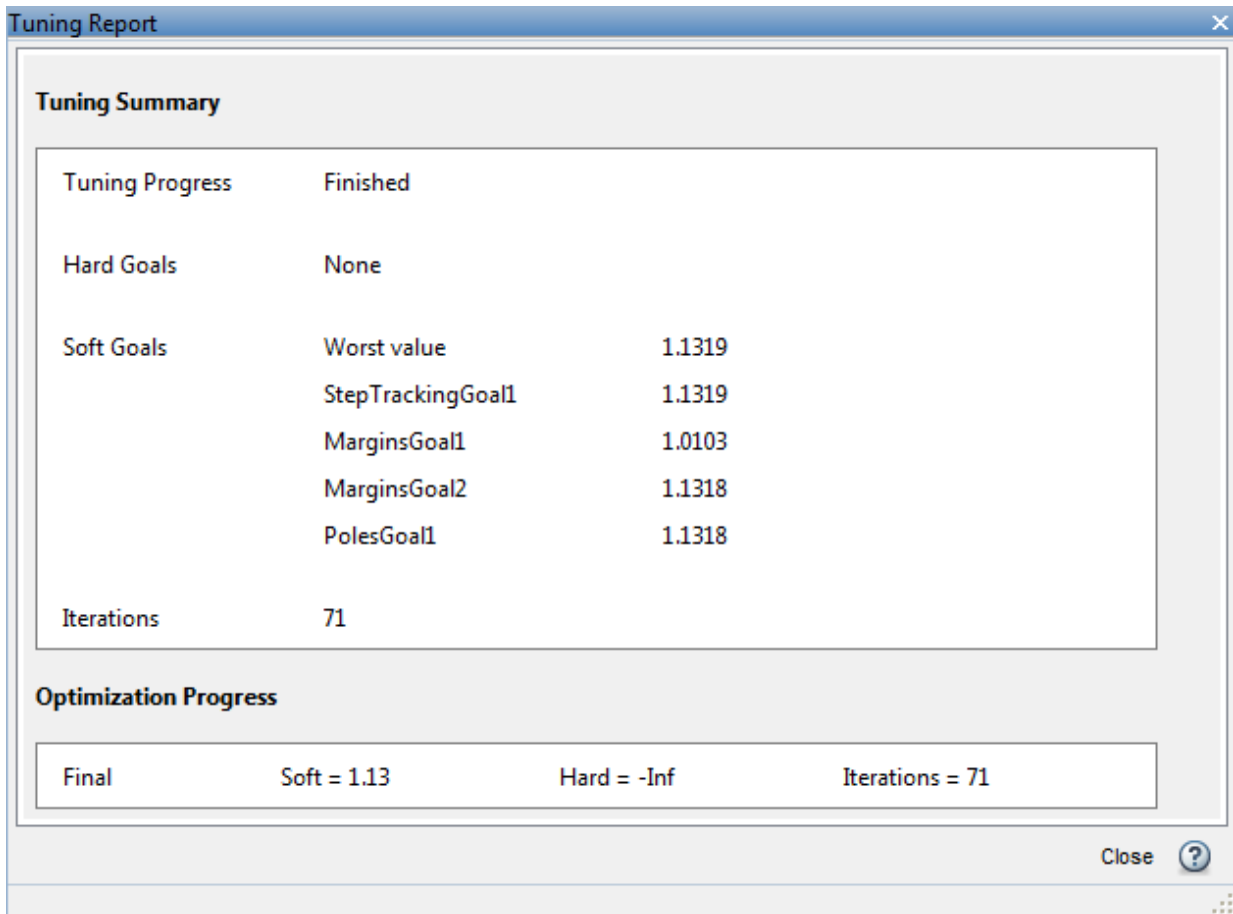 Tuning Report
Tuning Summary
Tuning Progress Finished
Hard Goals None
Soft Goals Worst value 1.1319
StepTrackingGoal1 1.1319
MarginsGoal1 1.0103
MarginsGoal2 1.1318
PolesGoal1 1.1318
Iterations 71
Optimization Progress
Final Soft = 1.13 Hard = -Inf Iterations = 71
Close ?